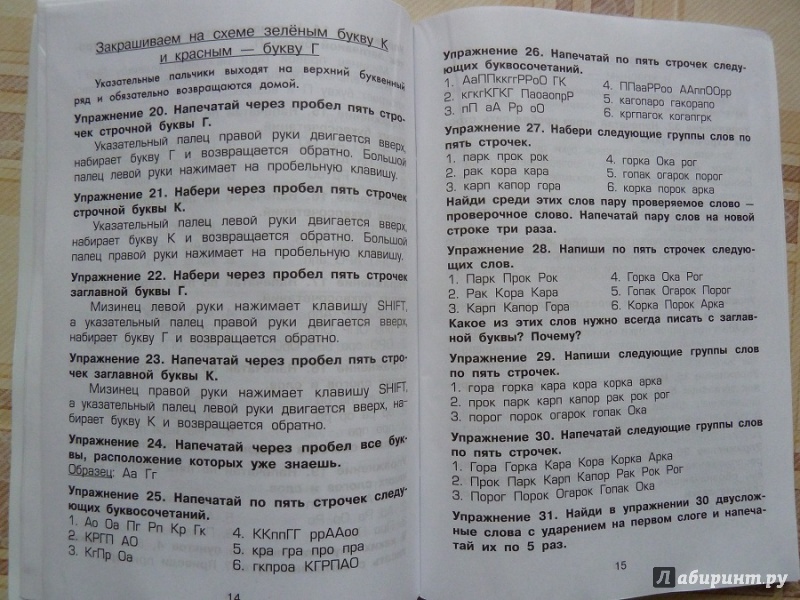 Закрашиваем на схеме зелёным букву К
и красным — букву Г
Указательные пальчики выходят на верхний буквенный
ряд и обязательно возвращаются домой.
Упражнение 20. Напечатай через пробел пять стро-
чек строчной буквы Г.
Указательный палец правой руки двигается вверх,
набирает букву Г и возвращается обратно. Большой
палец левой руки нажимает на пробельную клавишу.
Упражнение 21. Набери через пробел пять строчек
строчной буквы К.
Указательный палец левой руки двигается вверх,
набирает букву К и возвращается обратно. Большой
палец правой руки нажимает на пробельную клавишу.
Упражнение 22. Набери через пробел пять строчек
заглавной буквы Г.
Мизинец левой руки нажимает клавишу SHIFT,
а указательный палец правой руки двигается вверх,
набирает букву Г и возвращается обратно.
Упражнение 23. Напечатай через пробел пять стро-
чек заглавной буквы К.
Мизинец правой руки нажимает клавишу SHIFT,
а указательный палец левой руки двигается вверх, на-
бирает букву К и возвращается обратно.
Упражнение 24. Напечатай через пробел все бук-
вы, расположение которых уже знаешь.
Образец: Аа Гг
Упражнение 25. Напечатай по пять строчек следу-
ющих буквосочетаний.
1. Ао Оа Пг Рп Кр Гк
2. КРГП АО
3. КгПр Оа
4. ККппГГ ррААоо
5. кра гра про пра
6. гкпроа КГРПАО
14
Упражнение 26. Напечатай по пять строчек следу-
ющих буквосочетаний.
1. АаППккггРРоО ГК
2. кгкгКГКГ ПаоаопрР
3. пП аА Рр оО
4. ППааРРоо ААппООрр
5. кагопаро гакорапо
6. кргпагок когапгрк
Упражнение 27. Набери следующие группы слов по
пять строчек.
1. парк прок рок
2. рак кора кара
3. карп капор гора
4. горка Ока рог
5. гопак огарок порог
6. корка порок арка
Найди среди этих слов пару проверяемое слово —
проверочное слово. Напечатай пару слов на новой
строке три раза.
Упражнение 28. Напиши по пять строчек следую-
щих слов.
1. Парк Прок Рок
2. Рак Кора Кара
3. Карп Капор Гора
4. Горка Ока Рог
5. Гопак Огарок Порог
6. Корка Порок Арка
Какое из этих слов нужно всегда писать с заглав-
ной буквы? Почему?
Упражнение 29. Напиши следующие группы слов
по пять строчек.
1. гора горка кара кора корка арка
2. прок парк карп капор рак рок рог
3. порог порок огарок гопак Ока
Упражнение 30. Напечатай следующие группы слов
по пять строчек.
1. Гора Горка Кара Кора Корка Арка
2. Прок Парк Карп Капор Рак Рок Рог
3. Порог Порок Огарок Гопак Ока
Упражнение 31. Найди в упражнении 30 двуслож-
ные слова с ударением на первом слоге и напеча-
тай их по 5 раз.
15
Лабиринт.ру